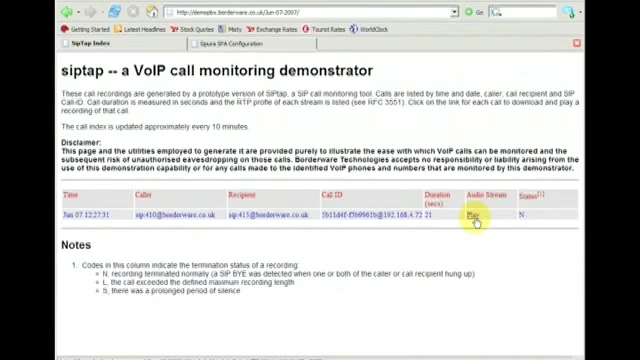 http://demopbx.borderware.co.uk/Jun-07-2007/
Go
Getting Started Latest Headlines Stock Quotes Misty Exchange Rates Tourist Rates WorldClock
SipTap Index Sipura SPA Configuration
siptap -- a VoIP call monitoring demonstrator
These call recordings are generated by a prototype version of SIPtap, a SIP call monitoring tool. Calls are listed by time and date, caller, call recipient and SIP
Call-ID. Call duration is measured in seconds and the RTP profile of each stream is listed (see RFC 3551). Click on the link for each call to download and play a
recording of that call.
The call index is updated approximately every 10 minutes.
Disclaimer:
This page and the utilities employed to generate it are provided purely to illustrate the ease with which VoIP calls can be monitored and the
subsequent risk of unauthorised eavesdropping on those calls. Borderware Technologies accepts no responsibility or liability arising from the
use of this demonstration capability or for any calls made to the identified VoIP phones and numbers that are monitored by this demonstrator.
Time Caller Recipient Call ID Duration (secs) Audio Stream Status[1]
Jun 07 12:27:31 sip:410@borderware.co.uk sip:415@borderware.co.uk 5b11d4f-f3b9961b@192.168.4.72 21 Play N
Notes
1. Codes in this column indicate the termination status of a recording:
N, recording terminated normally (a SIP BYE was detected when one or both of the caller or call recipient hung up)
L, the call exceeded the defined maximum recording length
S, there was a prolonged period of silence